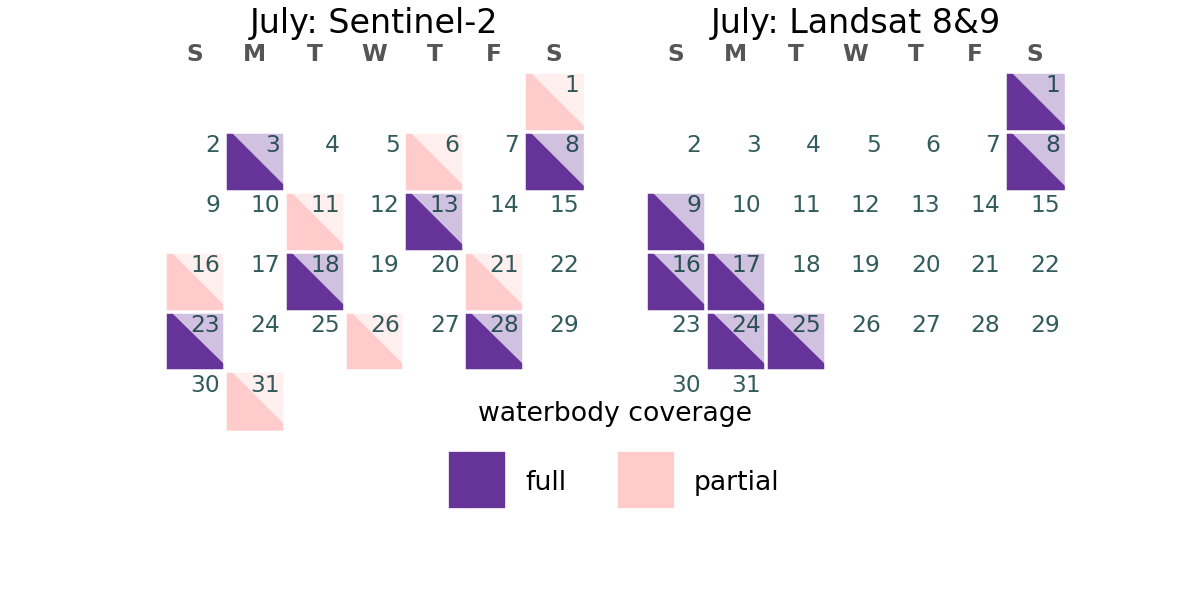 July: Sentinel-2
S M T W T F S
1
2 3 4 5 6 7 8
9 10 11 12 13 14 15
16 17 18 19 20 21 22
23 24 25 26 27 28 29
30 31
July: Landsat 8&9
S M T W T F S
1
2 3 4 5 6 7 8
9 10 11 12 13 14 15
16 17 18 19 20 21 22
23 24 25 26 27 28 29
30 31
waterbody coverage
full partial